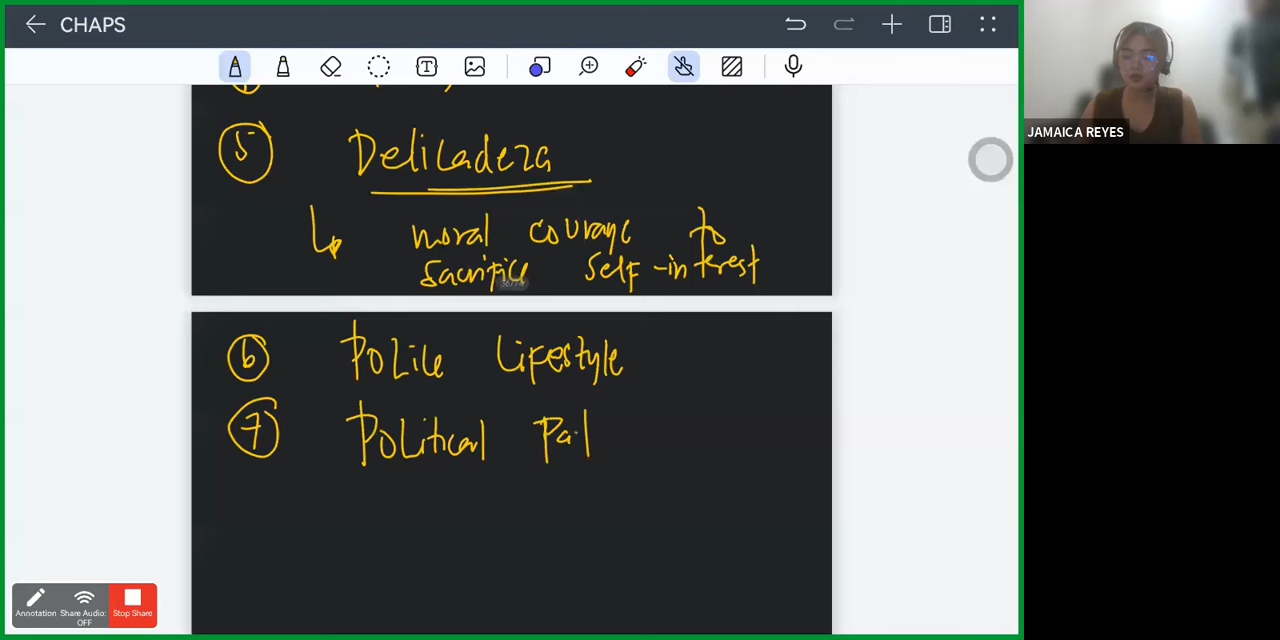 CHAPS
JAMAICA REYES
5 Delicadeza
↳ moral courage to
sacrifice self-interest
6 Police Lifestyle
7 Political Pa
Annotation
Share Audio: OFF
Stop Share